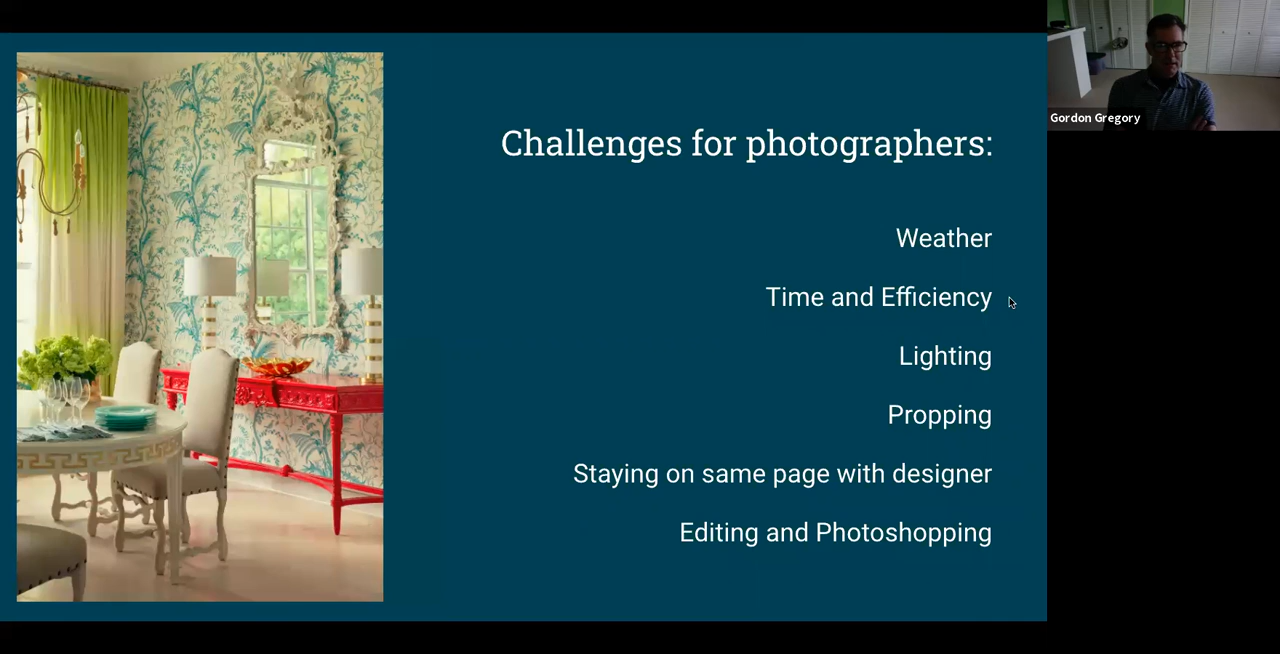 Challenges for photographers:
Weather
Time and Efficiency
Lighting
Propping
Staying on same page with designer
Editing and Photoshopping
Gordon Gregory